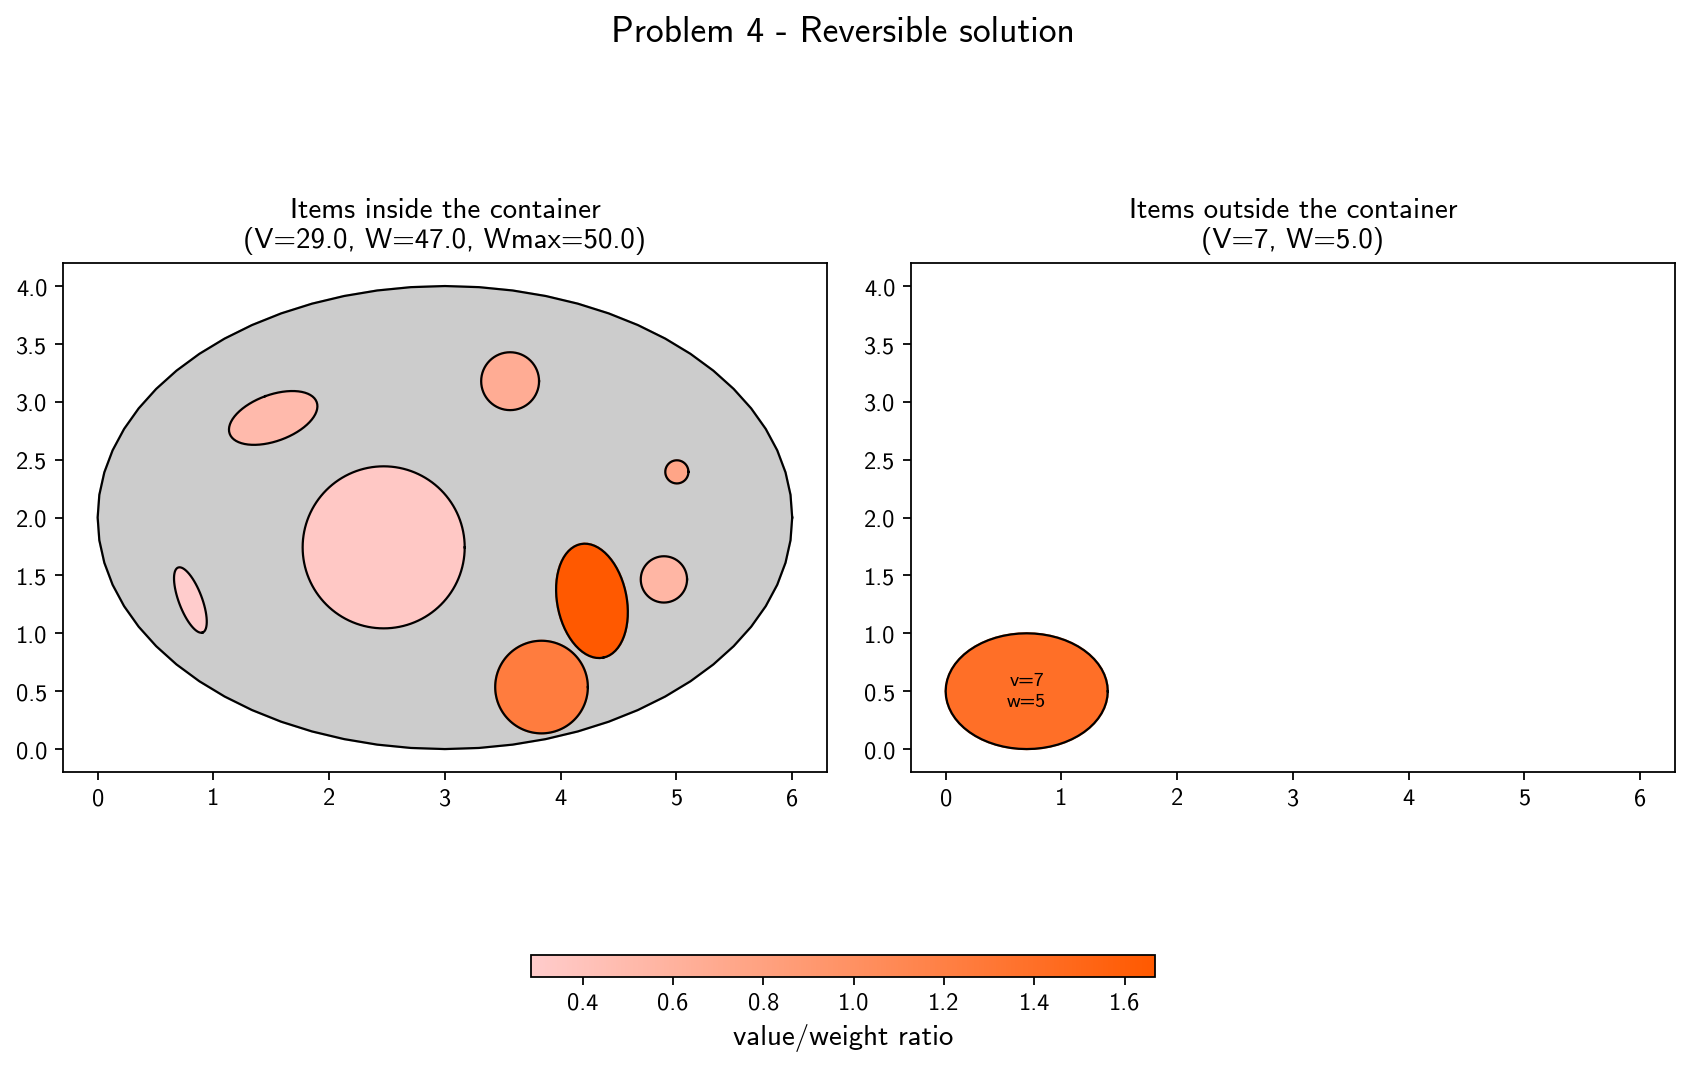 Problem 4 - Reversible solution
Items inside the container
(V=29.0, W=47.0, Wmax=50.0)
4.0
3.5
3.0
2.5
2.0
1.5
1.0
0.5
0.0
0 1 2 3 4 5 6
Items outside the container
(V=7, W=5.0)
4.0
3.5
3.0
2.5
2.0
1.5
1.0
0.5
0.0
v=7
w=5
0 1 2 3 4 5 6
0.4 0.6 0.8 1.0 1.2 1.4 1.6
value/weight ratio